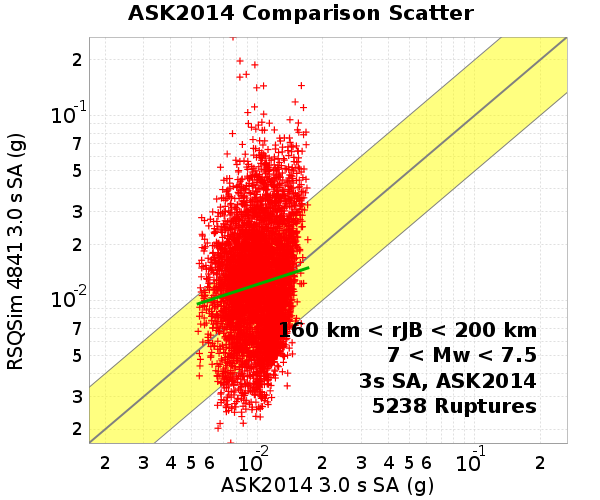 ASK2014 Comparison Scatter
RSQSim 4841 3.0 s SA (g)
2
10-1
7
5
3
2
10-2
7
5
3
2
160 km < rJB < 200 km
7 < Mw < 7.5
3s SA, ASK2014
5238 Ruptures
2 3 4 5 6 10-2 2 3 4 5 6 10-1 2
ASK2014 3.0 s SA (g)